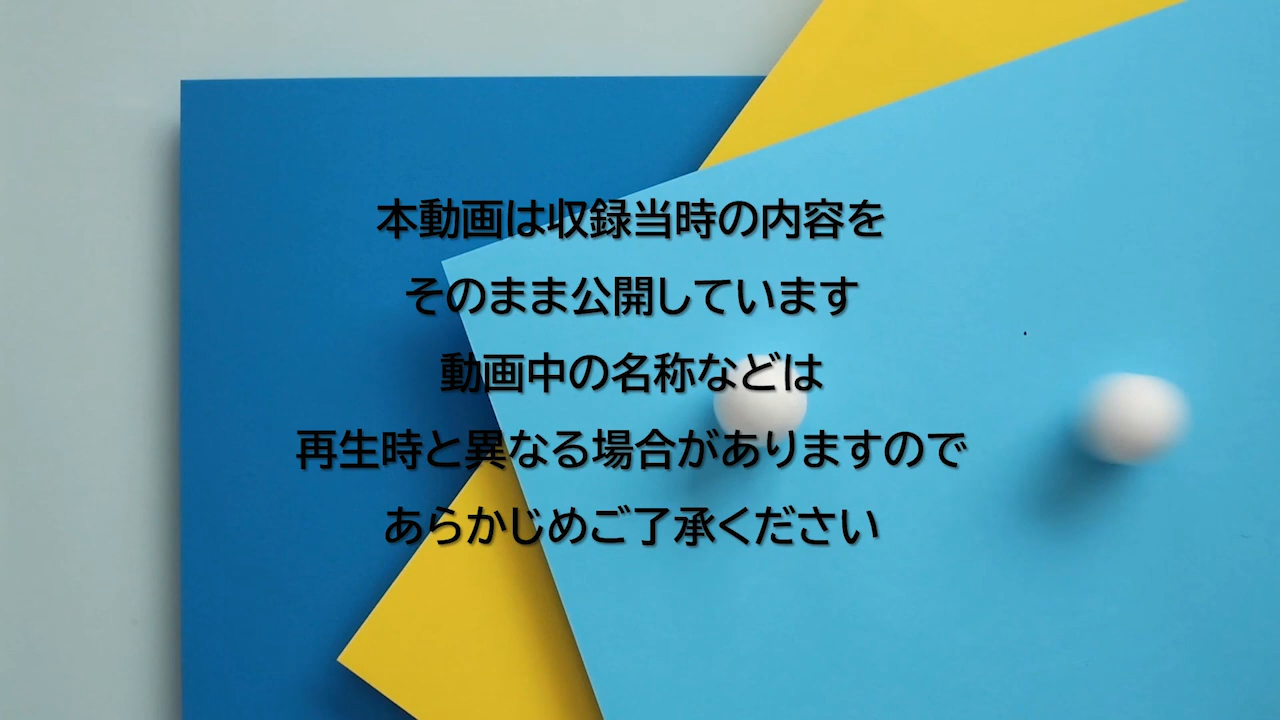 本動画は収録当時の内容を
そのまま公開しています
動画中の名称などは
再生時と異なる場合がありますので
あらかじめご了承ください